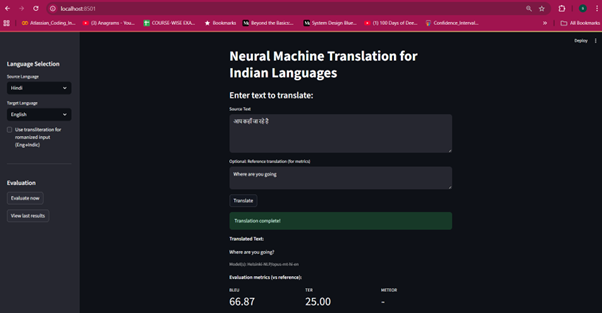 localhost:8501
Atlassian_Coding_In...
(3) Anagrams - You...
COURSE-WISE EXA...
Bookmarks
Beyond the Basics:...
System Design Blue...
(1) 100 Days of Dee...
Confidence_Interval...
»
All Bookmarks
Deploy
Language Selection
Source Language
Hindi
Target Language
English
Use transliteration for
romanized input
(Eng→Indic)
Evaluation
Evaluate now
View last results
Neural Machine Translation for
Indian Languages
Enter text to translate:
Source Text
आप कहाँ जा रहे हैं
Optional: Reference translation (for metrics)
Where are you going
Translate
Translation complete!
Translated Text:
Where are you going?
Model(s): Helsinki-NLP/opus-mt-hi-en
Evaluation metrics (vs reference):
BLEU
TER
METEOR
66.87
25.00
-